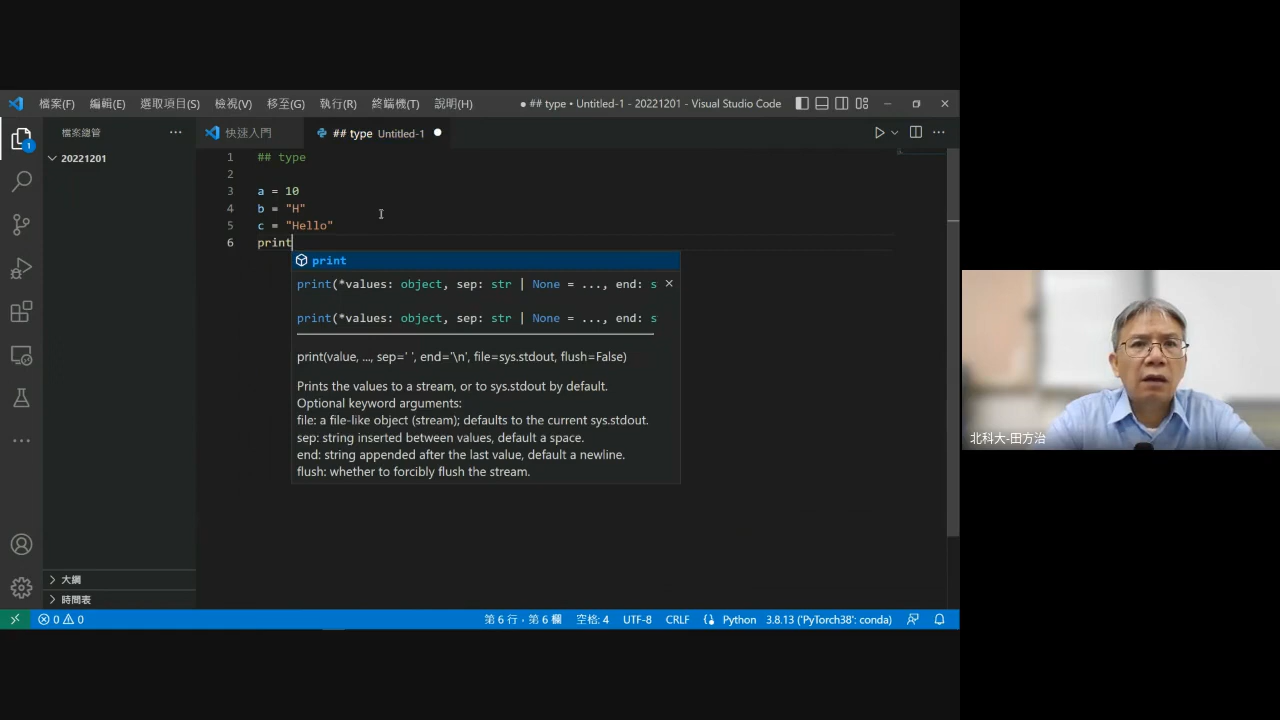 檔案(F) 編輯(E) 選取項目(S) 檢視(V) 移至(G) 執行(R) 終端機(T) 說明(H) ● ## type • Untitled-1 - 20221201 - Visual Studio Code
檔案總管 ···
快速入門
## type Untitled-1 ●
20221201
1 ## type
2
3 a = 10
4 b = "H"
5 c = "Hello"
6 print
print
print(*values: object, sep: str | None = ..., end: s
print(*values: object, sep: str | None = ..., end: s
print(value, ..., sep=' ', end='\n', file=sys.stdout, flush=False)
Prints the values to a stream, or to sys.stdout by default.
Optional keyword arguments:
file: a file-like object (stream); defaults to the current sys.stdout.
sep: string inserted between values, default a space.
end: string appended after the last value, default a newline.
flush: whether to forcibly flush the stream.
1
大綱
時間表
0 0 第 6 行，第 6 欄 空格: 4 UTF-8 CRLF Python 3.8.13 ('PyTorch38': conda)
北科大-田方治